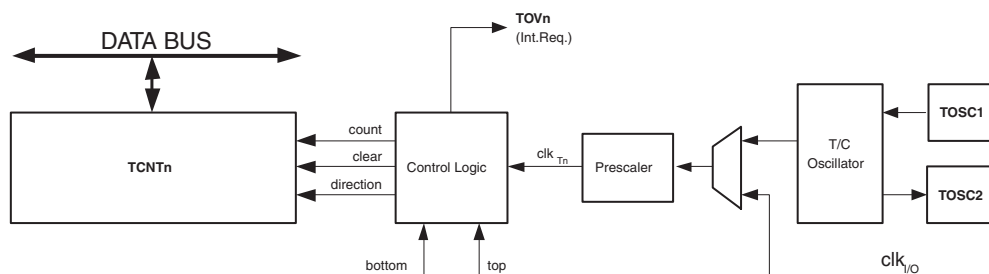 TOVn
(Int.Req.)
DATA BUS
TCNTn
count
clear
direction
Control Logic
clk Tn
Prescaler
T/C
Oscillator
TOSC1
TOSC2
bottom
top
clk I/O